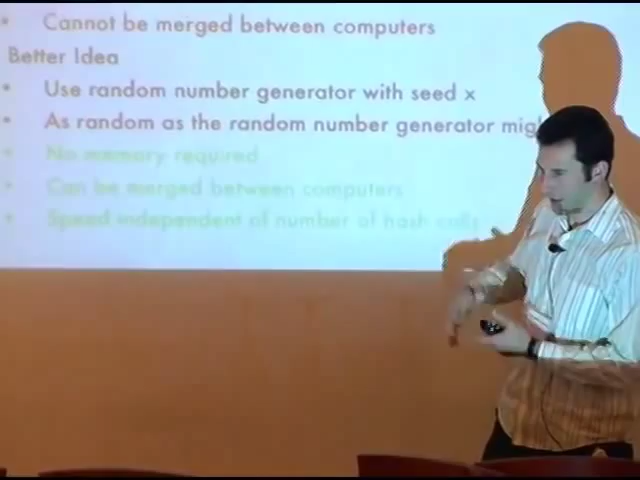 • Cannot be merged between computers
Better Idea
• Use random number generator with seed x
• As random as the random number generator migh
• No memory required
• Can be merged between computers
• Speed independent of number of hash calls